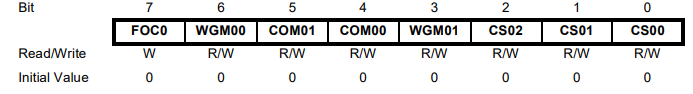 Bit 7 6 5 4 3 2 1 0
FOC0 WGM00 COM01 COM00 WGM01 CS02 CS01 CS00
Read/Write W R/W R/W R/W R/W R/W R/W R/W
Initial Value 0 0 0 0 0 0 0 0